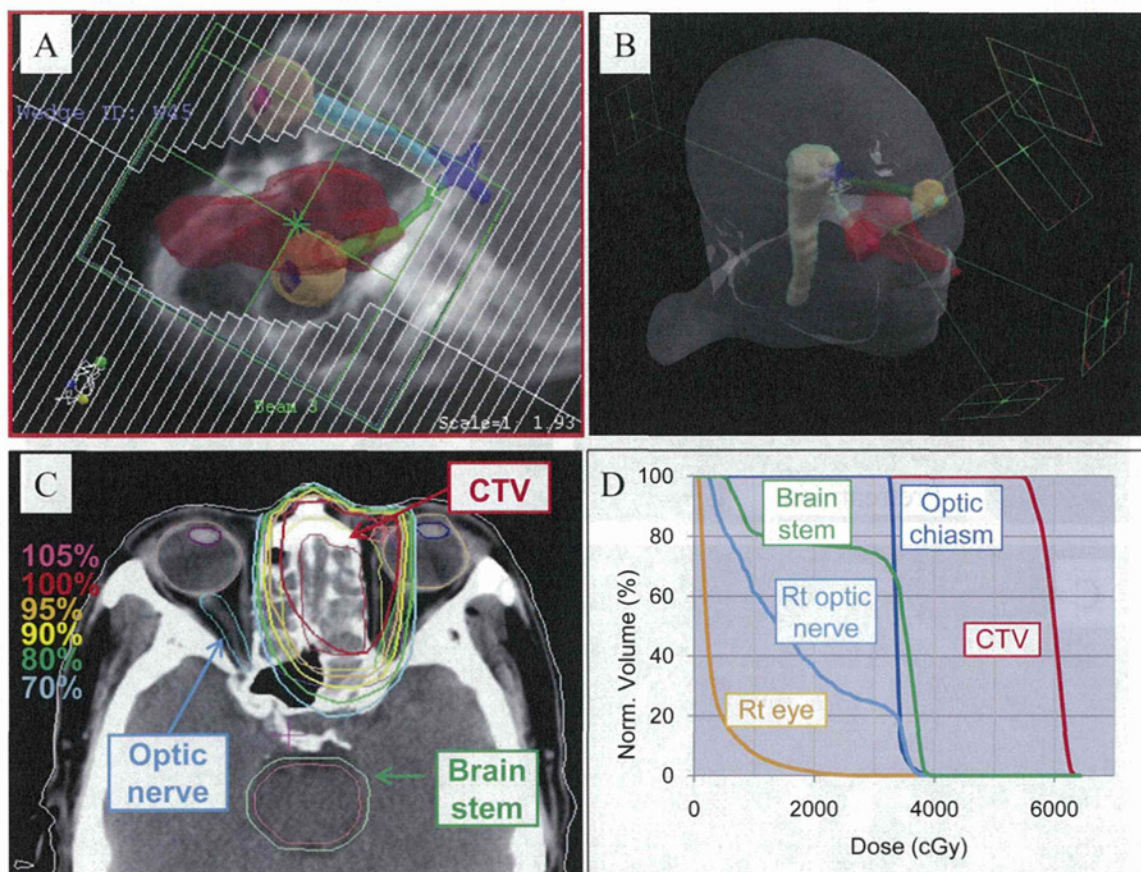 A
Wedge ID: W45
Beam 3
Scale=1: 1.93
B
C
CTV
105%
100%
95%
90%
80%
70%
Optic
nerve
Brain
stem
D
Norm. Volume (%)
100
80
60
40
20
0
Brain
stem
Optic
chiasm
Rt optic
nerve
CTV
Rt eye
0
2000
4000
6000
Dose (cGy)